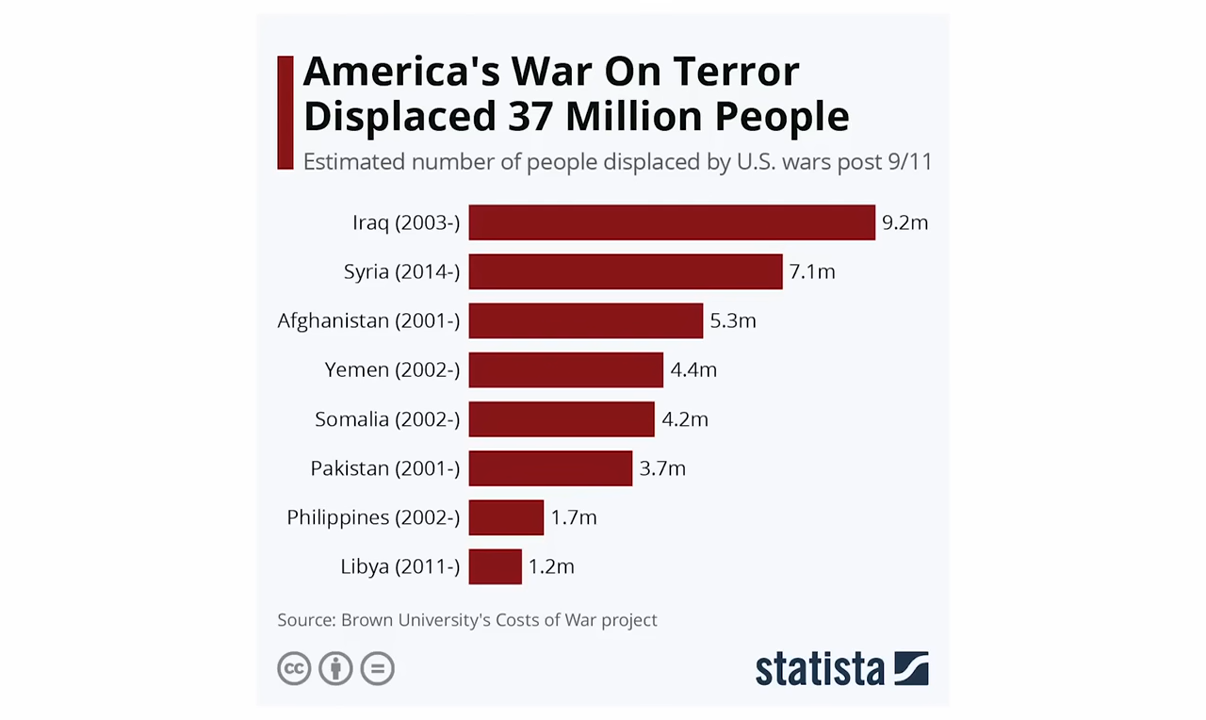 America's War On Terror
Displaced 37 Million People
Estimated number of people displaced by U.S. wars post 9/11
Iraq (2003-) 9.2m
Syria (2014-) 7.1m
Afghanistan (2001-) 5.3m
Yemen (2002-) 4.4m
Somalia (2002-) 4.2m
Pakistan (2001-) 3.7m
Philippines (2002-) 1.7m
Libya (2011-) 1.2m
Source: Brown University's Costs of War project
cc =
statista